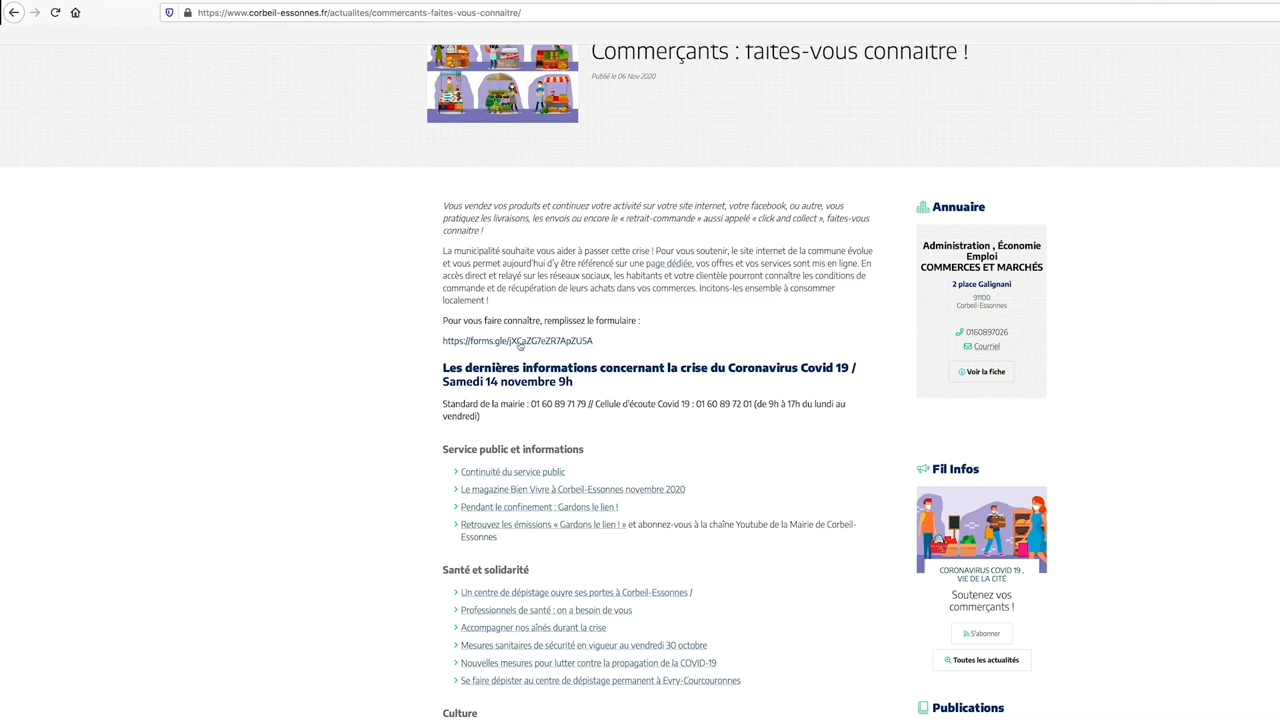 https://www.corbeil-essonnes.fr/actualites/commercants-faites-vous-connaitre/
Commerçants : faites-vous connaître !
Publié le 06 Nov 2020
Vous vendez vos produits et continuez votre activité sur votre site internet, votre facebook, ou autre, vous
pratiquez les livraisons, les envois ou encore le « retrait-commande » aussi appelé « click and collect », faites-vous
connaitre !
La municipalité souhaite vous aider à passer cette crise ! Pour vous soutenir, le site internet de la commune évolue
et vous permet aujourd'hui d'y être référencé sur une page dédiée, vos offres et vos services sont mis en ligne. En
accès direct et relayé sur les réseaux sociaux, les habitants et votre clientèle pourront connaître les conditions de
commande et de récupération de leurs achats dans vos commerces. Incitons-les ensemble à consommer
localement !
Pour vous faire connaître, remplissez le formulaire :
https://forms.gle/jXCaZG7eZR7ApZU5A
Les dernières informations concernant la crise du Coronavirus Covid 19 /
Samedi 14 novembre 9h
Standard de la mairie : 01 60 89 71 79 // Cellule d'écoute Covid 19 : 01 60 89 72 01 (de 9h à 17h du lundi au
vendredi)
Service public et informations
Continuité du service public
Le magazine Bien Vivre à Corbeil-Essonnes novembre 2020
Pendant le confinement : Gardons le lien !
Retrouvez les émissions « Gardons le lien ! » et abonnez-vous à la chaîne Youtube de la Mairie de Corbeil-
Essonnes
Santé et solidarité
Un centre de dépistage ouvre ses portes à Corbeil-Essonnes /
Professionnels de santé : on a besoin de vous
Accompagner nos aînés durant la crise
Mesures sanitaires de sécurité en vigueur au vendredi 30 octobre
Nouvelles mesures pour lutter contre la propagation de la COVID-19
Se faire dépister au centre de dépistage permanent à Evry-Courcouronnes
Culture
Annuaire
Administration , Économie
Emploi
COMMERCES ET MARCHÉS
2 place Galignani
91100
Corbeil-Essonnes
0160897026
Courriel
Voir la fiche
Fil Infos
CORONAVIRUS COVID 19 ,
VIE DE LA CITÉ
Soutenez vos
commerçants !
S'abonner
Toutes les actualités
Publications